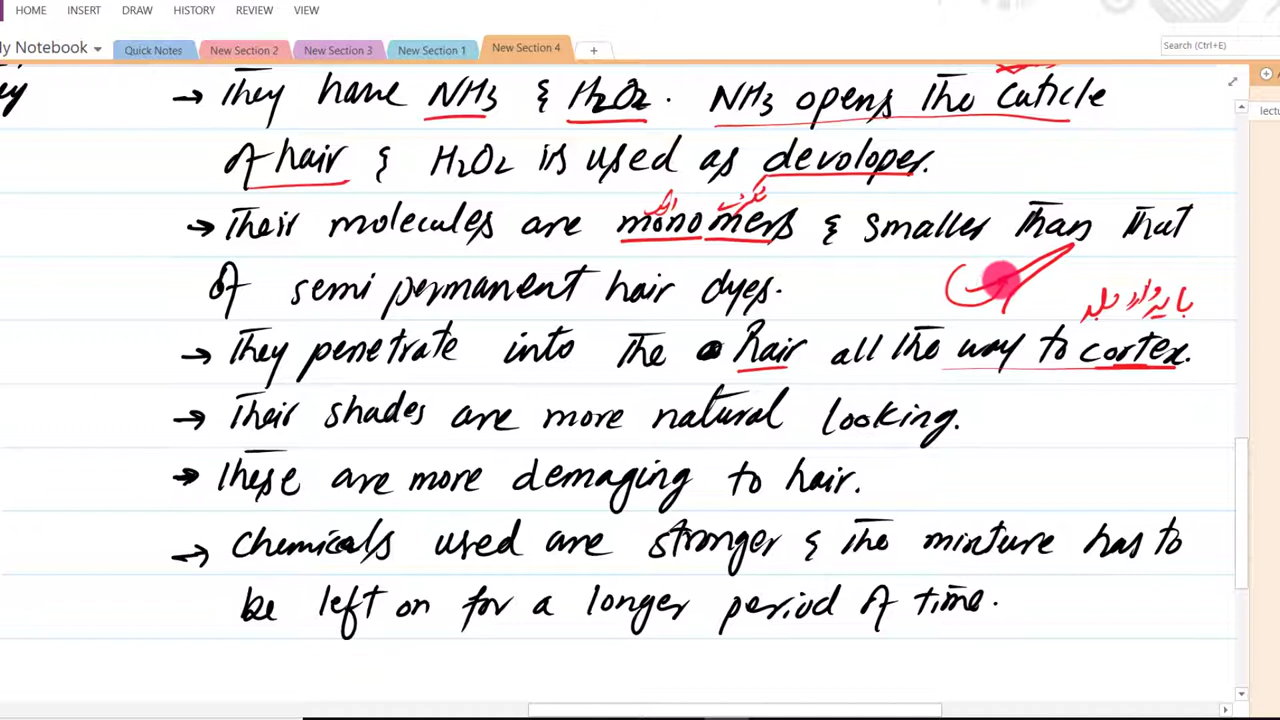 HOME INSERT DRAW HISTORY REVIEW VIEW
My Notebook Quick Notes New Section 2 New Section 3 New Section 1 New Section 4 + Search (Ctrl+E)
→ They have NH3 & H2O2. NH3 opens the cuticle
lectu
of hair & H2O2 is used as devoloper.
→ Their molecules are monomers & smaller than that
of semi permanent hair dyes.
→ They penetrate into the hair all the way to cortex.
→ Their shades are more natural looking.
→ These are more demaging to hair.
→ chemicals used are stronger & the mixture has to
be left on for a longer period of time.